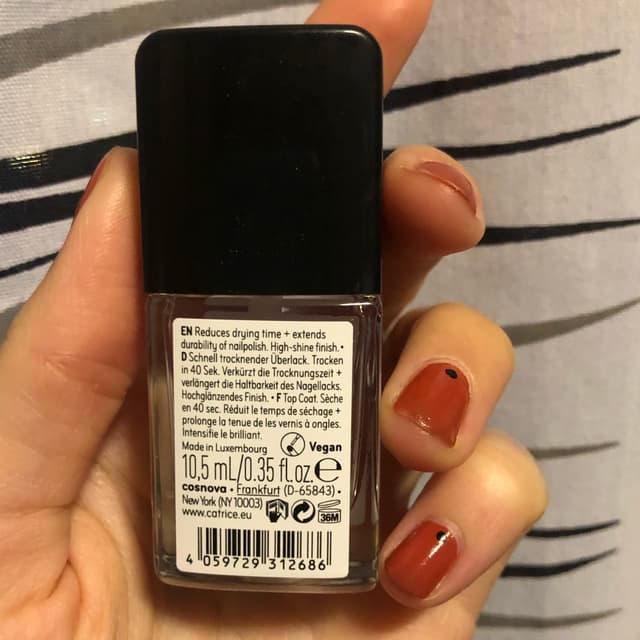 EN Reduces drying time + extends
durability of nailpolish. High-shine finish. •
D Schnell trocknender Überlack. Trocken
in 40 Sek. Verkürzt die Trocknungszeit +
verlängert die Haltbarkeit des Nagellacks.
Hochglänzendes Finish. • F Top Coat. Sèche
en 40 sec. Réduit le temps de séchage +
prolonge la tenue de les vernis à ongles.
Intensifie le brillant.
Made in Luxembourg
Vegan
10,5 mL/0.35 fl.oz. e
cosnova • Frankfurt (D-65843) •
New York (NY 10003)
www.catrice.eu
36M
4 059729 312686